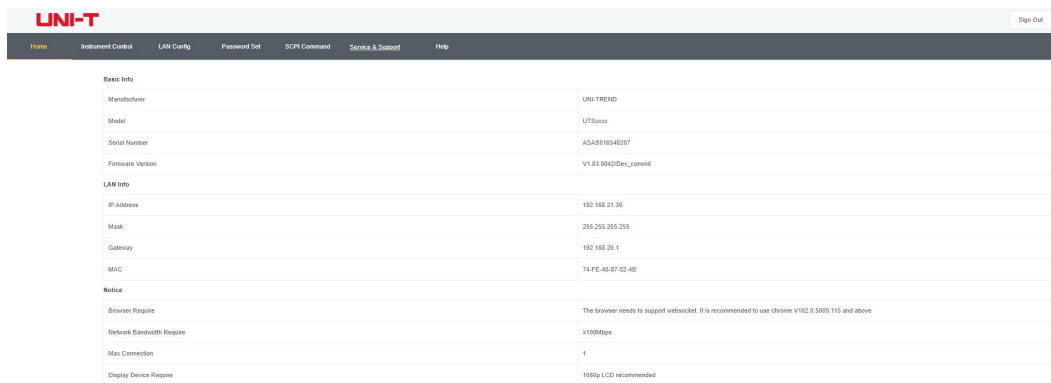 UNI-T
Sign Out
Home Instrument Control LAN Config Password Set SCPI Command Service & Support Help
Basic Info
Manufacturer UNI-TREND
Model UTSxxxx
Serial Number ASAS016540207
Firmware Version V1.03.0042/Dev_commit
LAN Info
IP Address 192.168.21.30
Mask 255.255.255.255
Gateway 192.168.20.1
MAC 74-FE-48-87-52-4B
Notice
Browser Require The browser needs to support websocket. It is recommended to use chrome V102.0.5005.115 and above
Network Bandwidth Require ≥100Mbps
Max Connection 1
Display Device Require 1080p LCD recommended